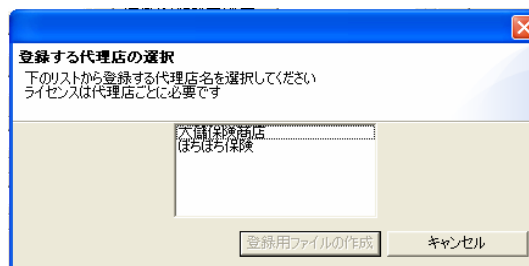 登録する代理店の選択
下のリストから登録する代理店名を選択してください
ライセンスは代理店ごとに必要です
大儲保険商店
ぼちぼち保険
登録用ファイルの作成
キャンセル